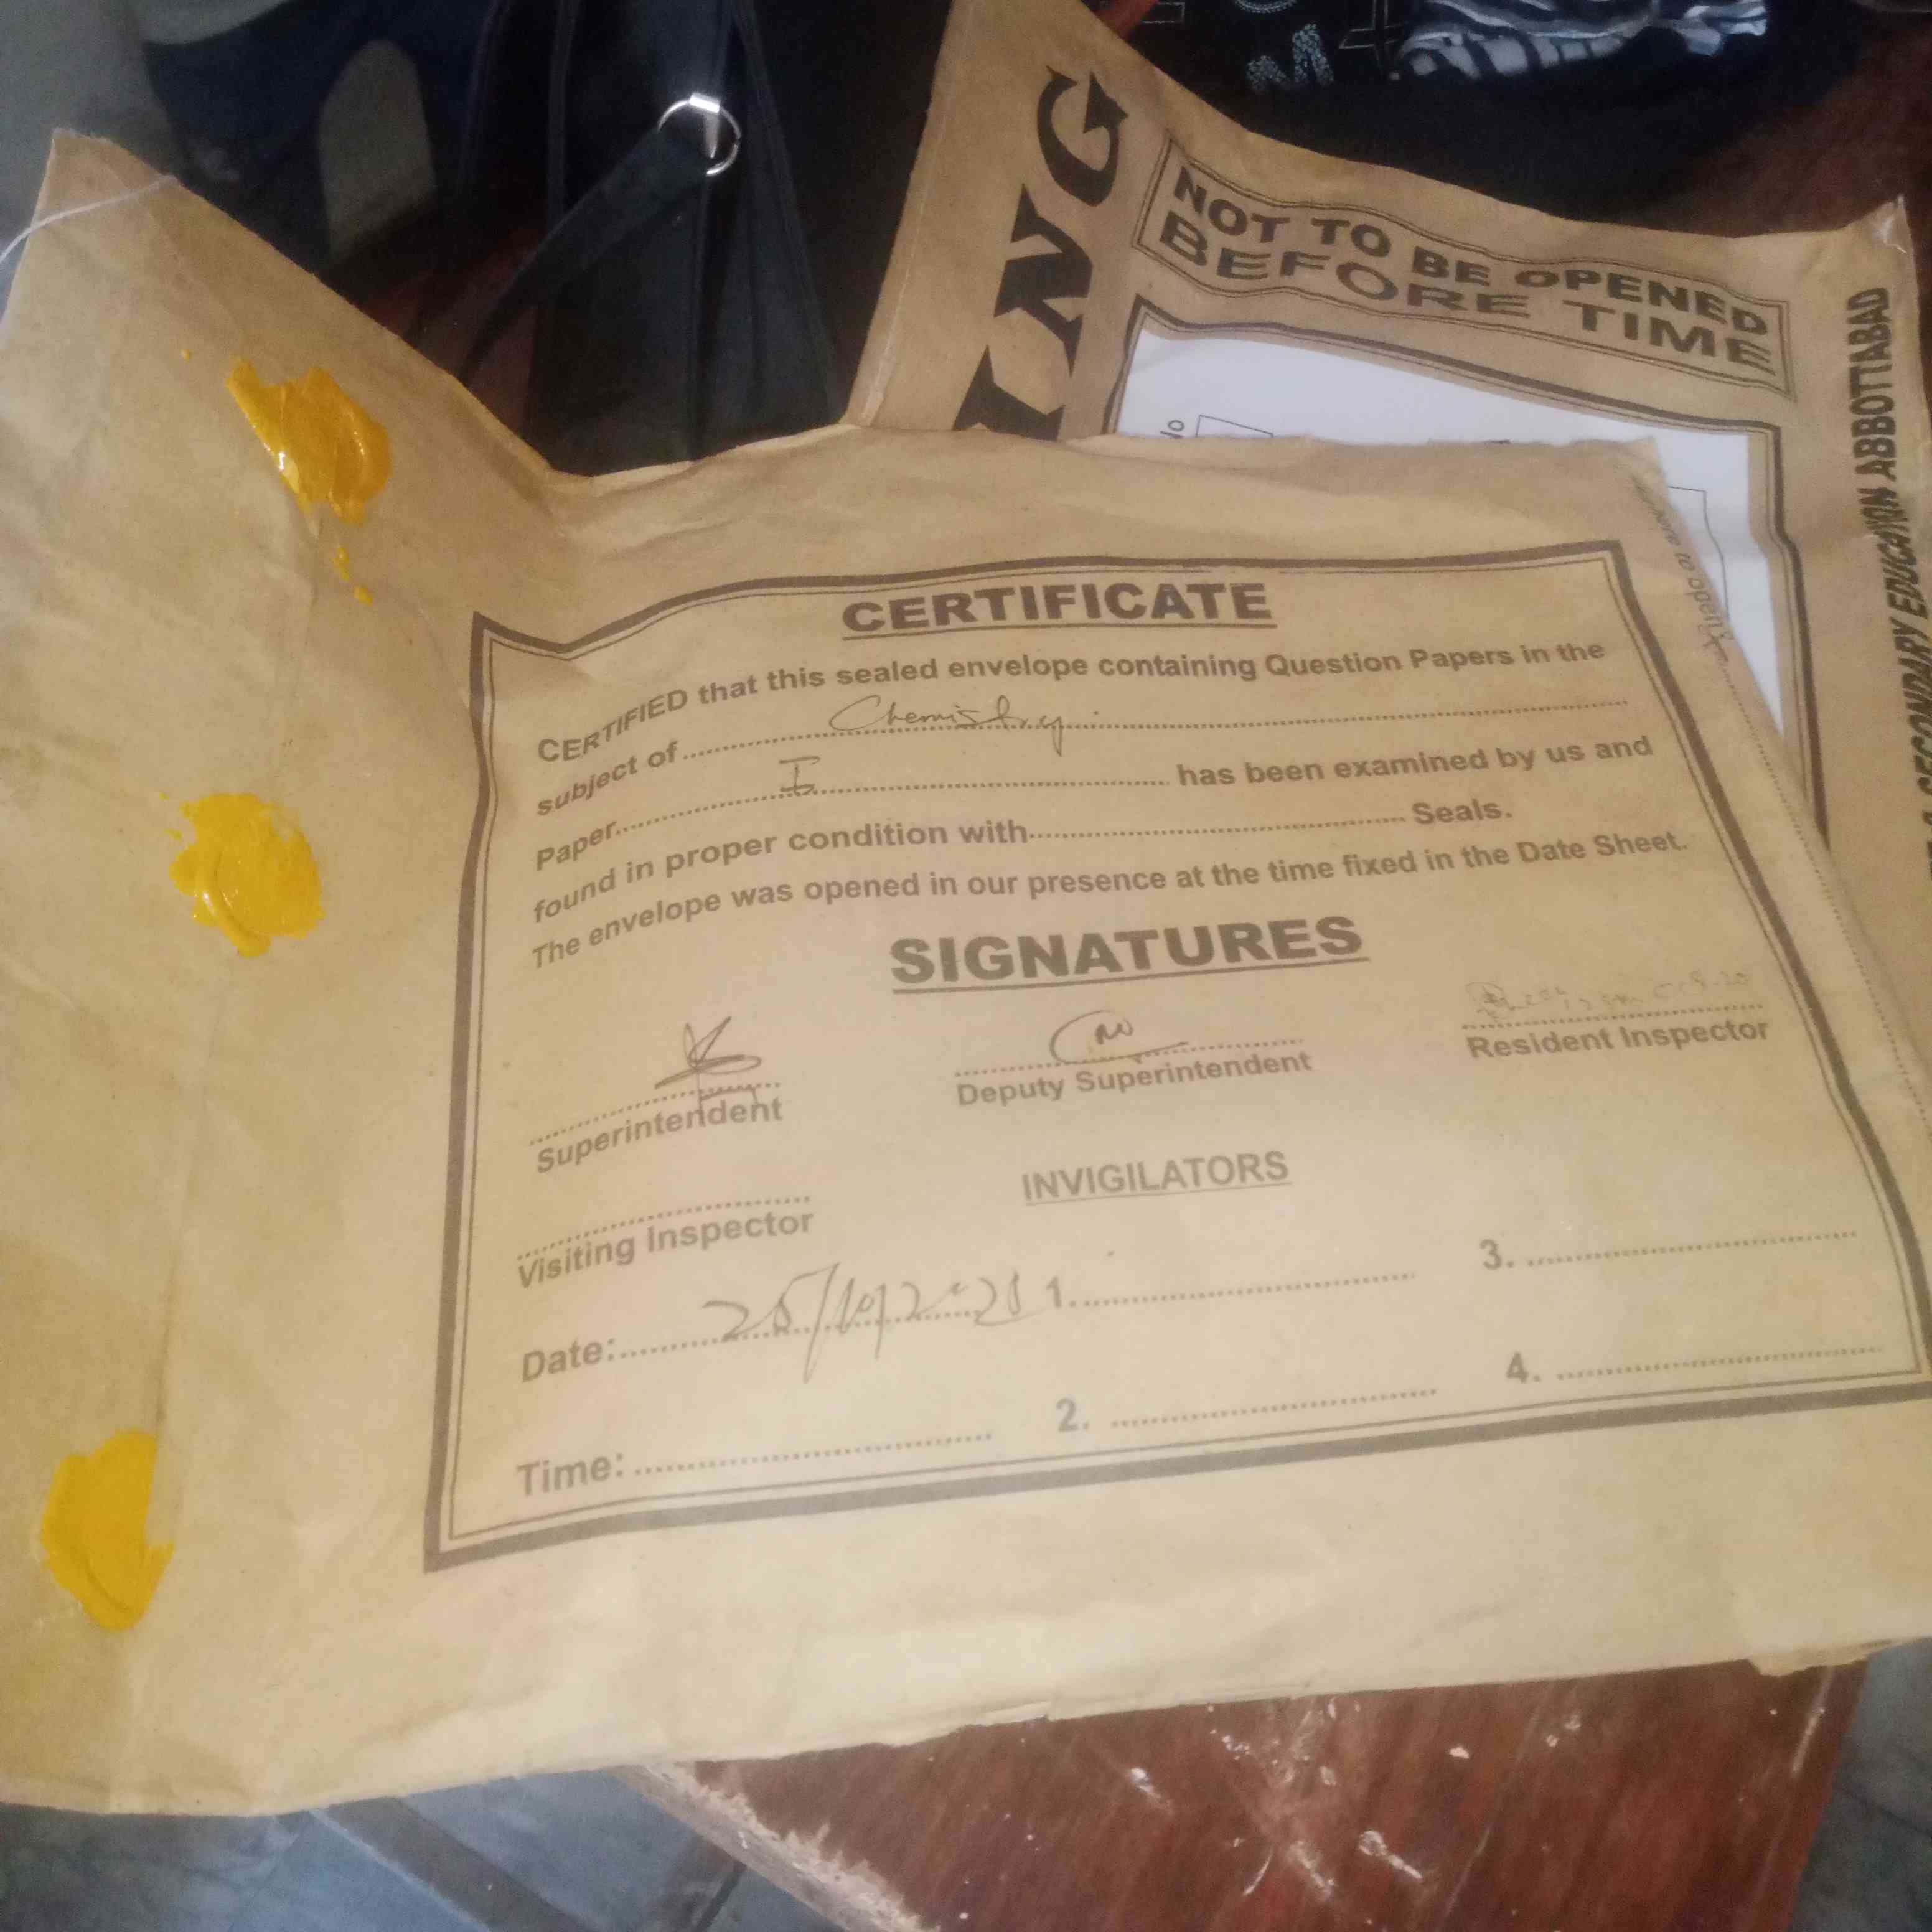 ING
NOT TO BE OPENED
BEFORE TIME
SECONDARY EDUCATION ABBOTTABAD
No
CERTIFICATE
CERTIFIED that this sealed envelope containing Question Papers in the
subject of Chemistry
Paper I has been examined by us and
found in proper condition with Seals.
The envelope was opened in our presence at the time fixed in the Date Sheet.
SIGNATURES
Superintendent
Deputy Superintendent
Resident Inspector
Visiting Inspector
INVIGILATORS
Date: 25/10/2021
1.
3.
Time:
2.
4.